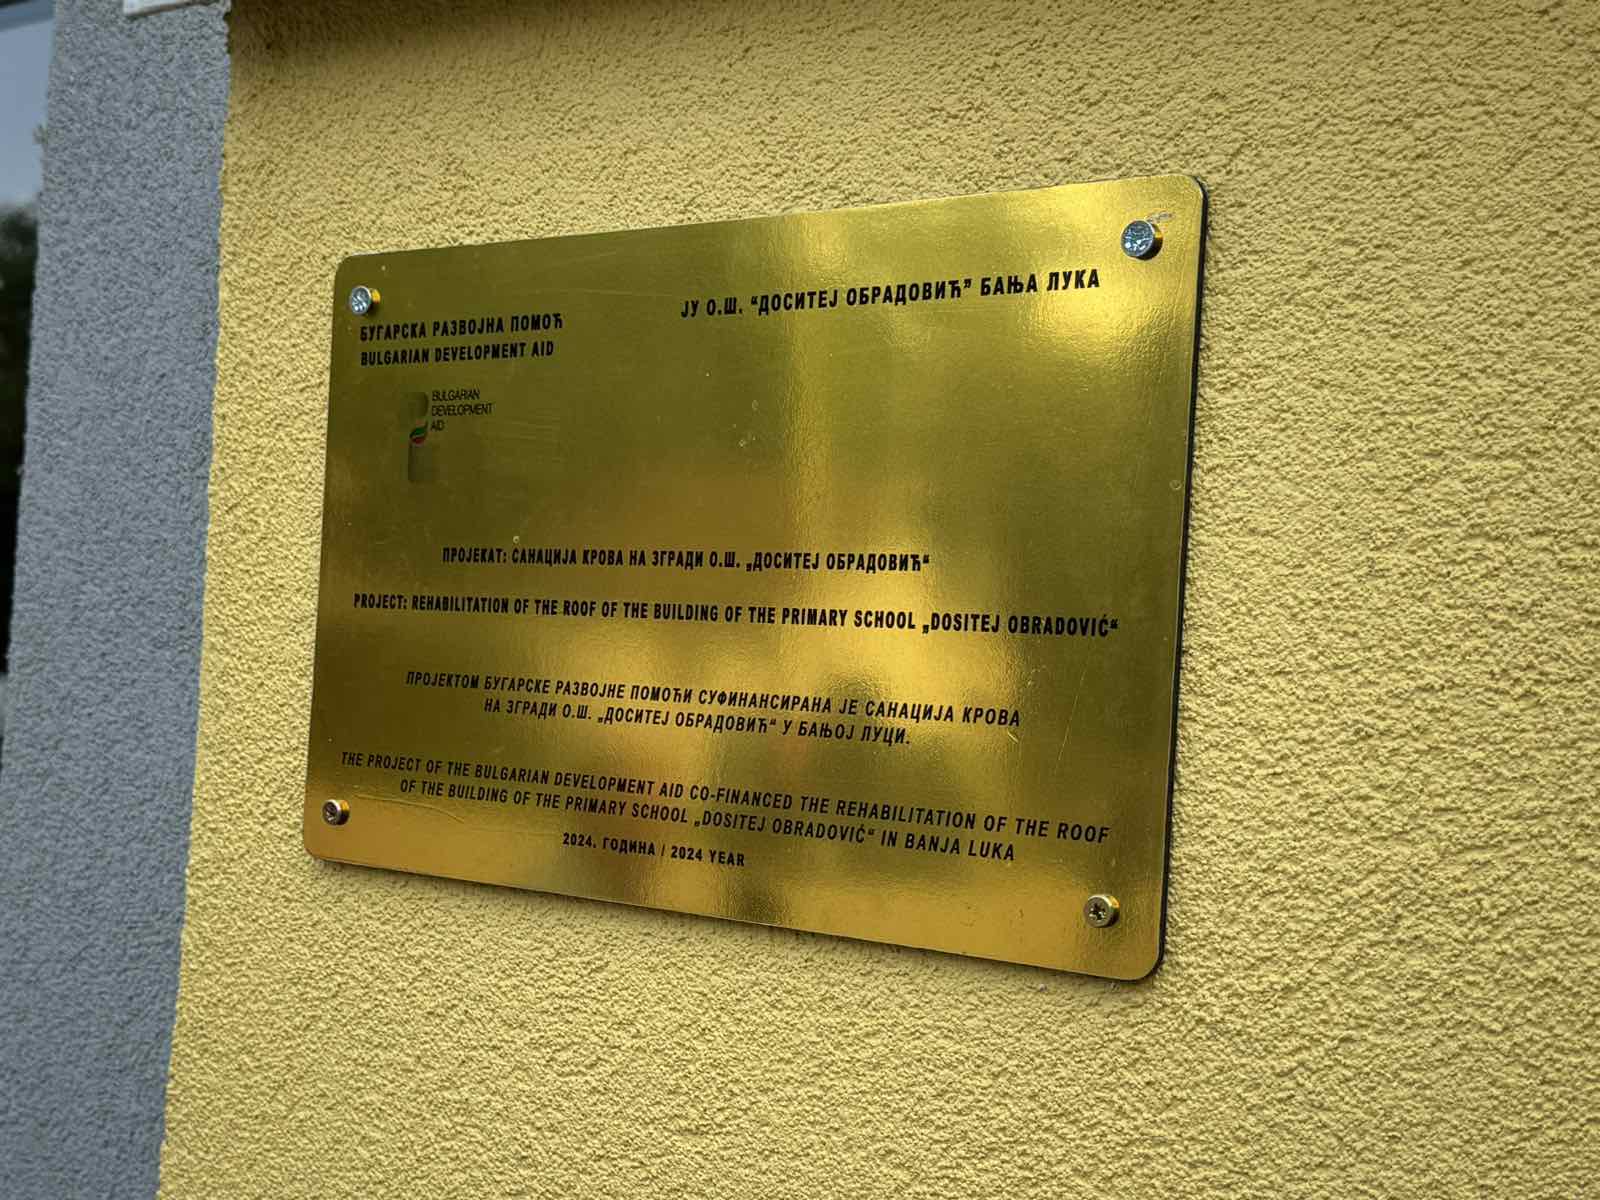 БУГАРСКА РАЗВОЈНА ПОМОЋ
BULGARIAN DEVELOPMENT AID
BULGARIAN
DEVELOPMENT
AID
ЈУ О.Ш. “ДОСИТЕЈ ОБРАДОВИЋ” БАЊА ЛУКА
ПРОЈЕКАТ: САНАЦИЈА КРОВА НА ЗГРАДИ О.Ш. „ДОСИТЕЈ ОБРАДОВИЋ“
PROJECT: REHABILITATION OF THE ROOF OF THE BUILDING OF THE PRIMARY SCHOOL „DOSITEJ OBRADOVIĆ“
ПРОЈЕКТОМ БУГАРСКЕ РАЗВОЈНЕ ПОМОЋИ СУФИНАНСИРАНА ЈЕ САНАЦИЈА КРОВА
НА ЗГРАДИ О.Ш. „ДОСИТЕЈ ОБРАДОВИЋ“ У БАЊОЈ ЛУЦИ.
THE PROJECT OF THE BULGARIAN DEVELOPMENT AID CO-FINANCED THE REHABILITATION OF THE ROOF
OF THE BUILDING OF THE PRIMARY SCHOOL „DOSITEJ OBRADOVIĆ“ IN BANJA LUKA
2024. ГОДИНА / 2024 YEAR